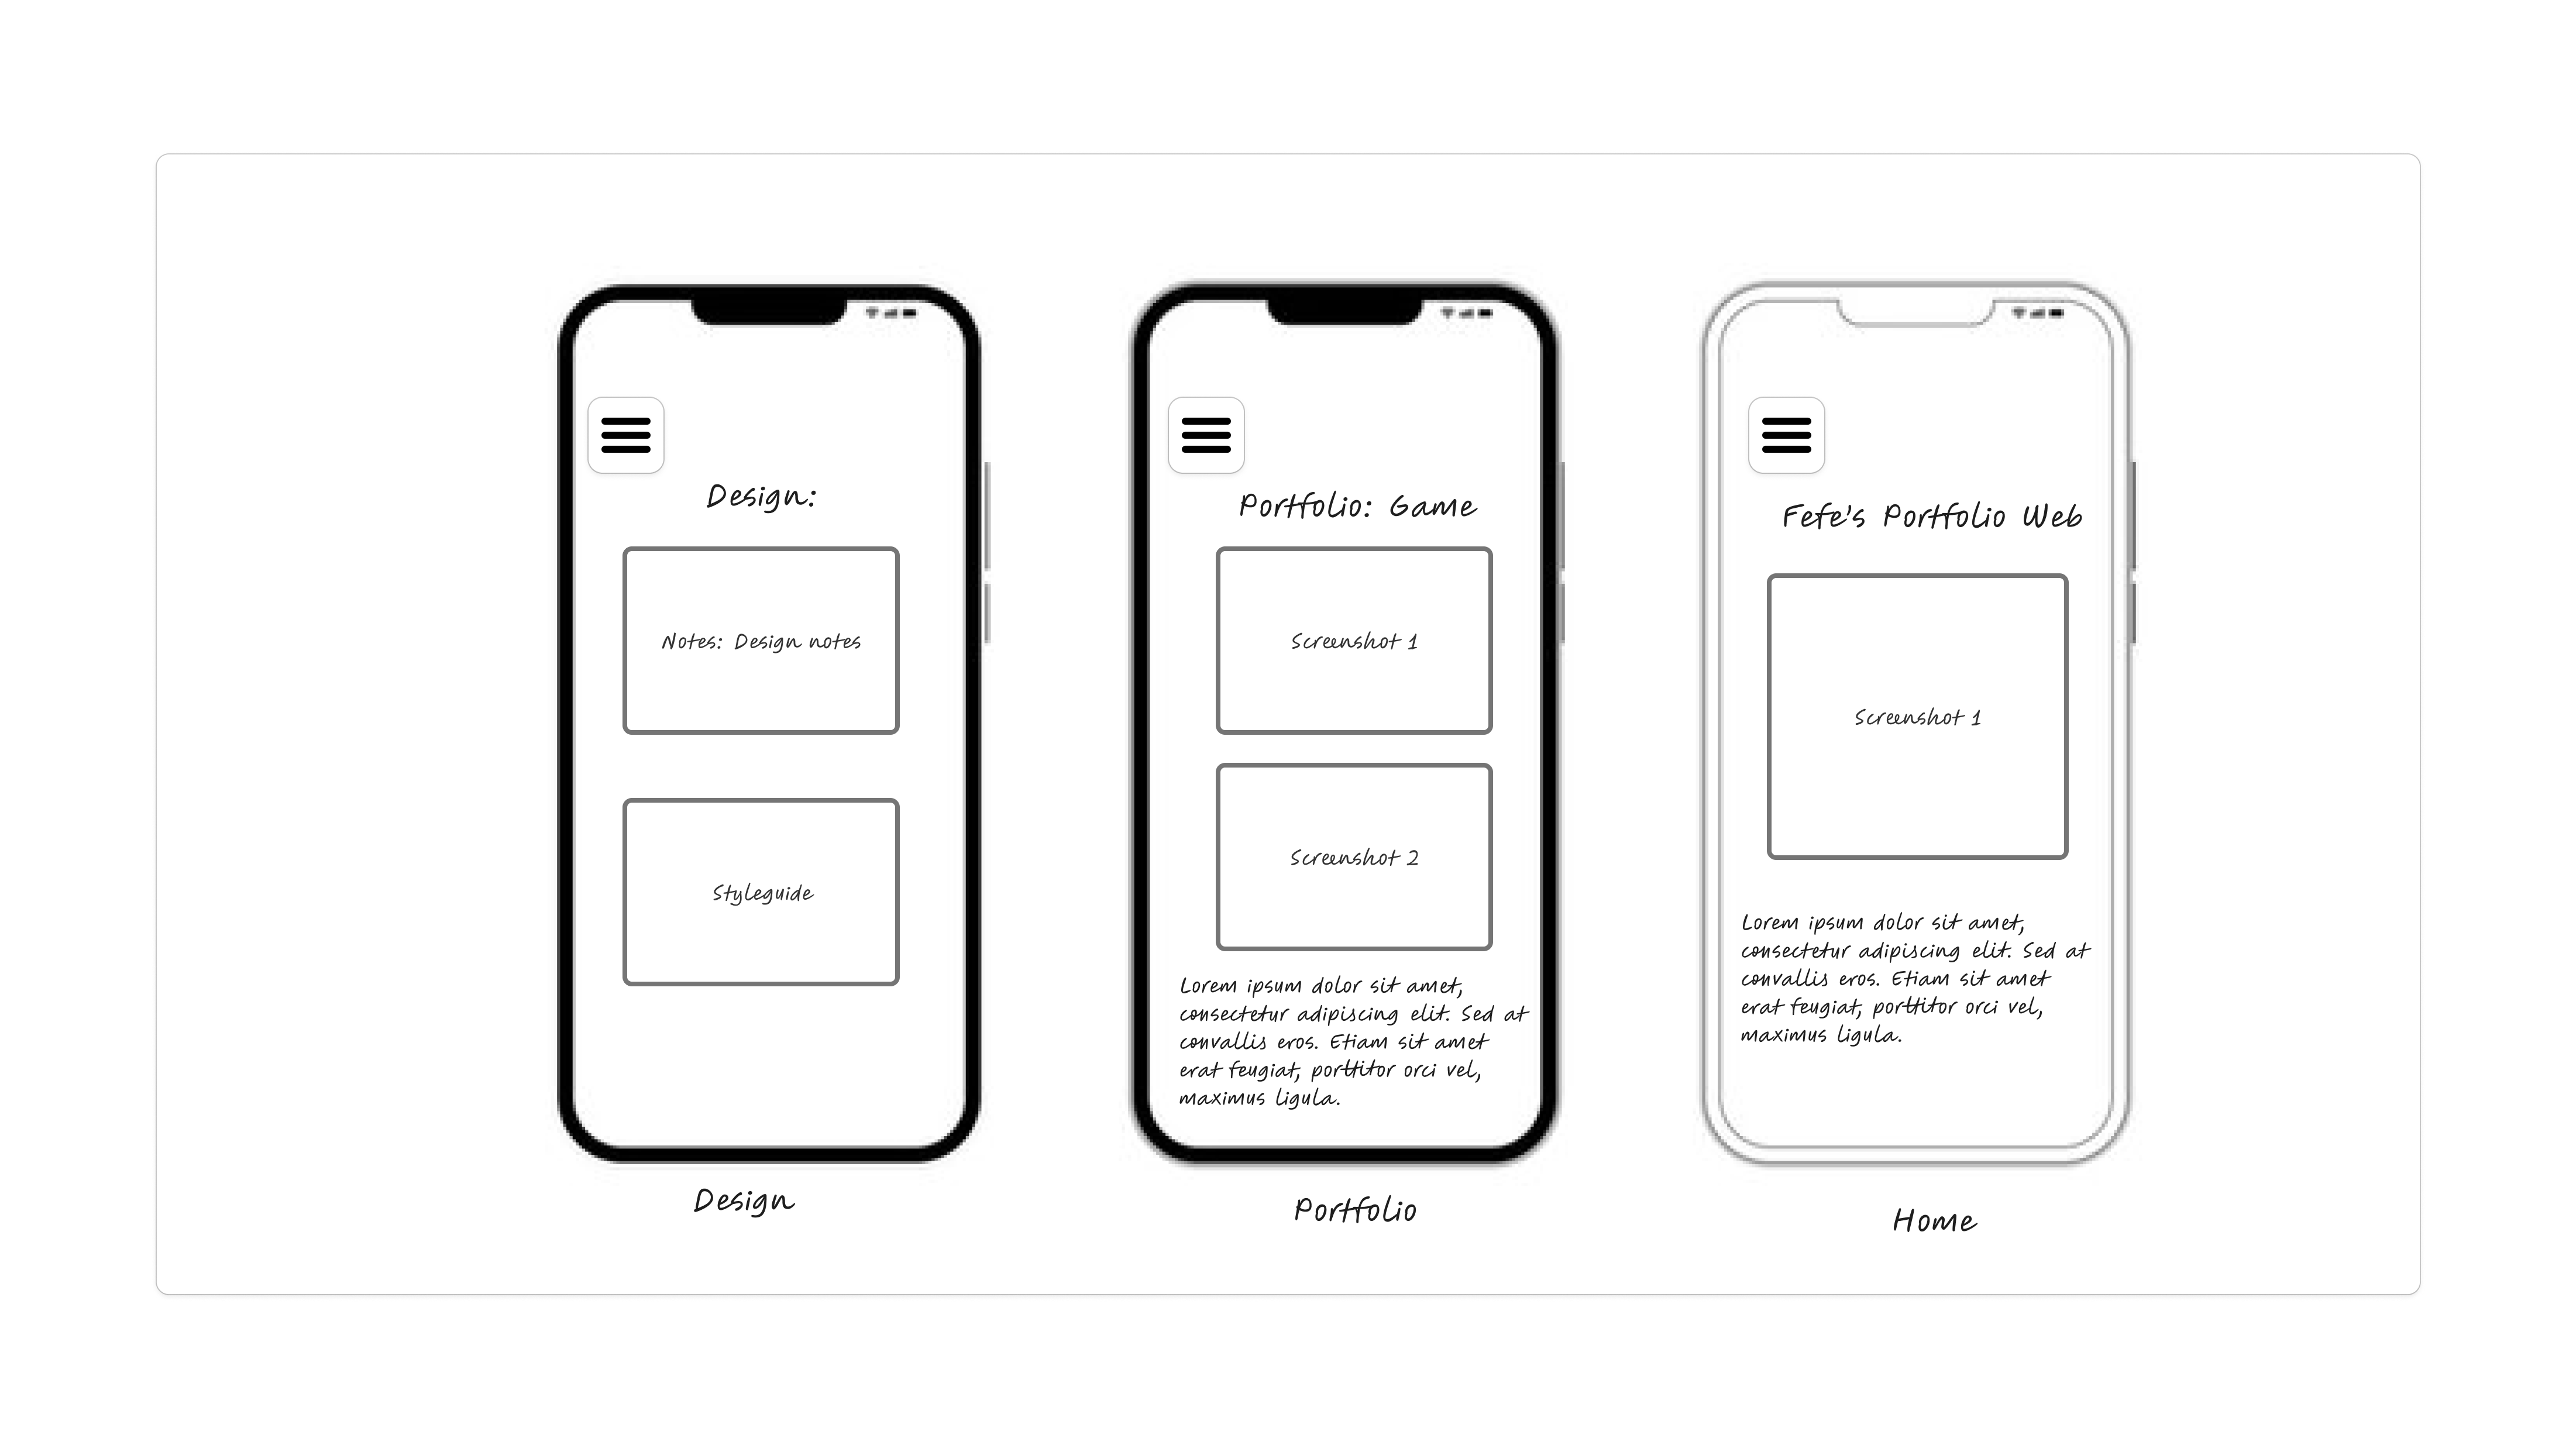 Design:
Notes: Design notes
Styleguide
Design
Portfolio: Game
Screenshot 1
Screenshot 2
Lorem ipsum dolor sit amet,
consectetur adipiscing elit. Sed at
convallis eros. Etiam sit amet
erat feugiat, porttitor orci vel,
maximus ligula.
Portfolio
Fefe's Portfolio Web
Screenshot 1
Lorem ipsum dolor sit amet,
consectetur adipiscing elit. Sed at
convallis eros. Etiam sit amet
erat feugiat, porttitor orci vel,
maximus ligula.
Home